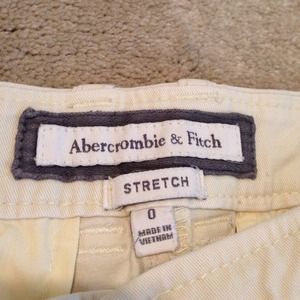 Abercrombie & Fitch
STRETCH
0
MADE IN
VIETNAM